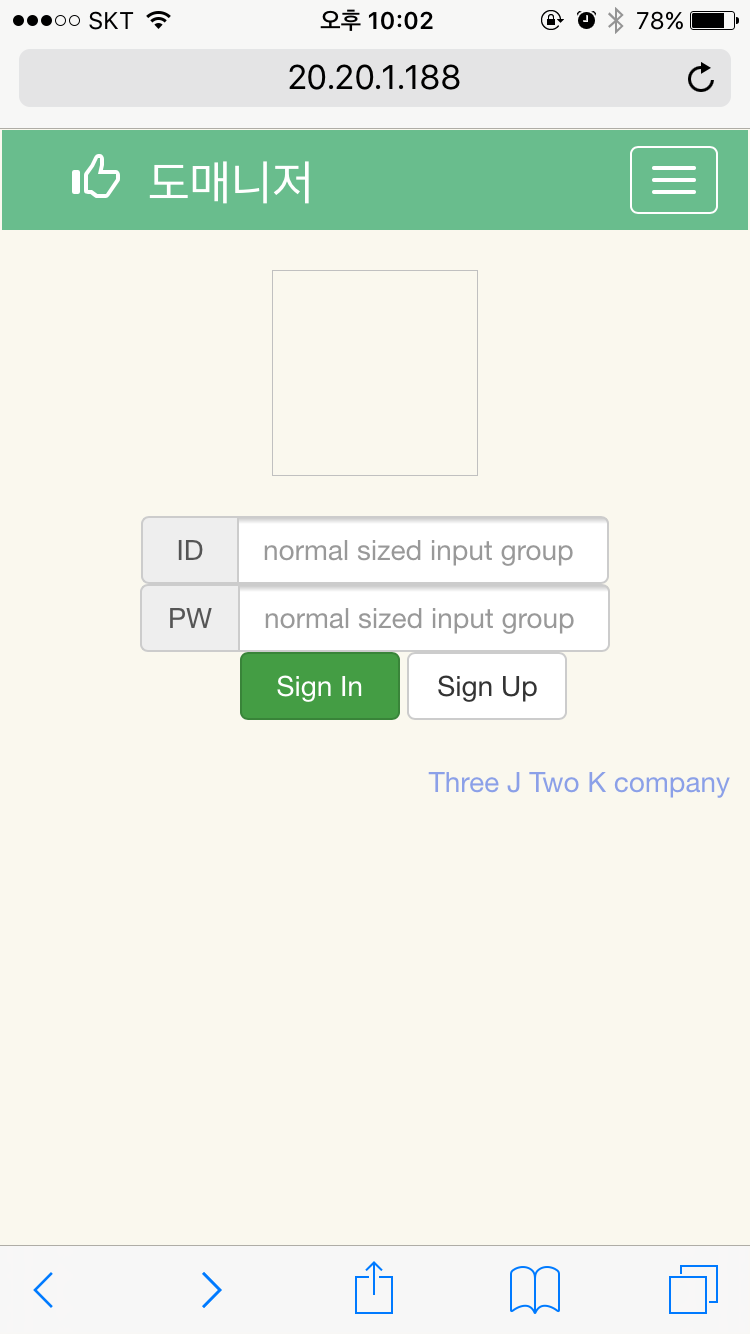 SKT 오후 10:02 78%
20.20.1.188
도매니저
ID normal sized input group
PW normal sized input group
Sign In Sign Up
Three J Two K company